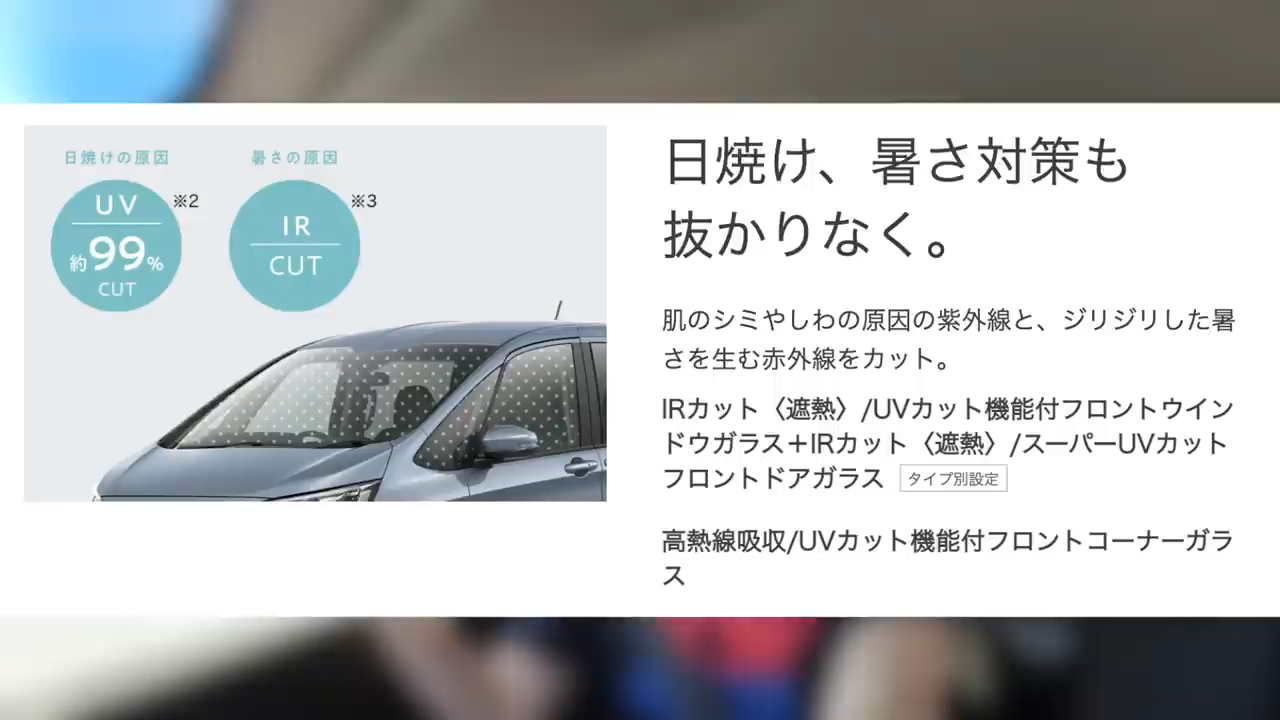 日焼けの原因
暑さの原因
UV
約99%
CUT
※2
IR
CUT
※3
日焼け、暑さ対策も
抜かりなく。
肌のシミやしわの原因の紫外線と、ジリジリした暑
さを生む赤外線をカット。
IRカット〈遮熱〉/UVカット機能付フロントウイン
ドウガラス＋IRカット〈遮熱〉/スーパーUVカット
フロントドアガラス タイプ別設定
高熱線吸収/UVカット機能付フロントコーナーガラ
ス